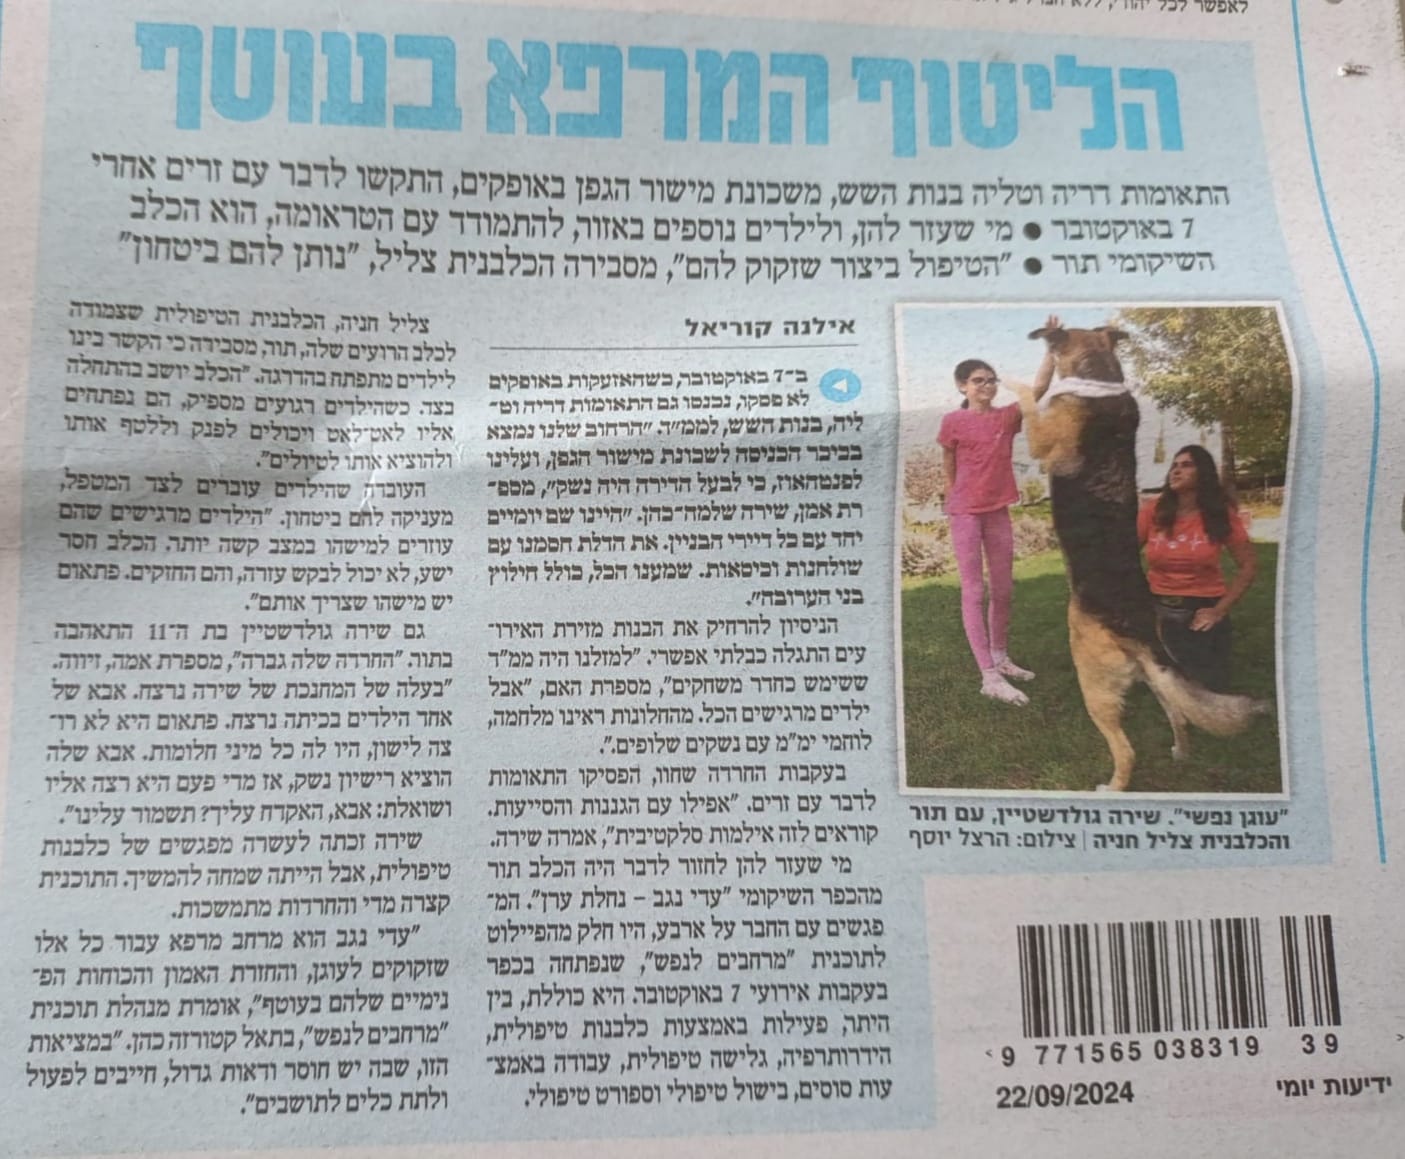 הליטוף המרפא בעוטף
התאומות דריה וטליה בנות השש, משכונת מישור הגפן באופקים, התקשו לדבר עם זרים אחרי
7 באוקטובר ● מי שעזר להן, ולילדים נוספים באזור, להתמודד עם הטראומה, הוא הכלב
השיקומי תור ● "הטיפול ביצור שזקוק להם", מסבירה הכלבנית צליל, "נותן להם ביטחון"
אילנה קוריאל
ב־7 באוקטובר, כשהאזעקות באופקים
לא פסקו, נכנסו גם התאומות דריה וט־
ליה, בנות השש, לממ"ד. "הרחוב שלנו נמצא
בכיכר הכניסה לשכונת מישור הגפן, ועלינו
לפנטהאוז, כי לבעל הדירה היה נשק", מספ־
רת אמן, שירה שלמה־כהן. "היינו שם יומיים
יחד עם כל דיירי הבניין. את הדלת חסמנו עם
שולחנות וכיסאות. שמענו הכל, כולל חילוץ
בני הערובה".
הניסיון להרחיק את הבנות מזירת האירו־
עים התגלה כבלתי אפשרי. "למזלנו היה ממ"ד
ששימש כחדר משחקים", מספרת האם, "אבל
ילדים מרגישים הכל. מהחלונות ראינו מלחמה,
לוחמי ימ"מ עם נשקים שלופים.".
בעקבות החרדה שחוו, הפסיקו התאומות
לדבר עם זרים. "אפילו עם הגננות והסייעות.
קוראים לזה אילמות סלקטיבית", אמרה שירה.
מי שעזר להן לחזור לדבר היה הכלב תור
מהכפר השיקומי "עדי נגב – נחלת ערן". המ־
פגשים עם החבר על ארבע, היו חלק מהפיילוט
לתוכנית "מרחבים לנפש", שנפתחה בכפר
בעקבות אירועי 7 באוקטובר. היא כוללת, בין
היתר, פעילות באמצעות כלבנות טיפולית,
הידרותרפיה, גלישה טיפולית, עבודה באמצ־
עות סוסים, בישול טיפולי וספורט טיפולי.
צליל חניה, הכלבנית הטיפולית שצמודה
לכלב הרועים שלה, תור, מסבירה כי הקשר בינו
לילדים מתפתח בהדרגה. "הכלב יושב בהתחלה
בצד. כשהילדים רגועים מספיק, הם נפתחים
אליו לאט־לאט ויכולים לפנק וללטף אותו
ולהוציא אותו לטיולים".
העובדה שהילדים עוברים לצד המטפל,
מעניקה להם ביטחון. "הילדים מרגישים שהם
עוזרים למישהו במצב קשה יותר. הכלב חסר
ישע, לא יכול לבקש עזרה, והם החזקים. פתאום
יש מישהו שצריך אותם".
גם שירה גולדשטיין בת ה־11 התאהבה
בתור. "החרדה שלה גברה", מספרת אמה, זיווה.
"בעלה של המחנכת של שירה נרצח. אבא של
אחד הילדים בכיתה נרצח. פתאום היא לא רו־
צה לישון, היו לה כל מיני חלומות. אבא שלה
הוציא רישיון נשק, אז מדי פעם היא רצה אליו
ושואלת: אבא, האקדח עליך? תשמור עלינו".
שירה זכתה לעשרה מפגשים של כלבנות
טיפולית, אבל הייתה שמחה להמשיך. התוכנית
קצרה מדי והחרדות מתמשכות.
"עדי נגב הוא מרחב מרפא עבור כל אלו
שזקוקים לעוגן, והחזרת האמון והכוחות הפ־
נימיים שלהם בעוטף", אומרת מנהלת תוכנית
"מרחבים לנפש", בתאל קטורזה כהן. "במציאות
הזו, שבה יש חוסר ודאות גדול, חייבים לפעול
ולתת כלים לתושבים".
"עוגן נפשי". שירה גולדשטיין, עם תור
והכלבנית צליל חניה | צילום: הרצל יוסף
9 771565 038319 39
ידיעות יומי 22/09/2024